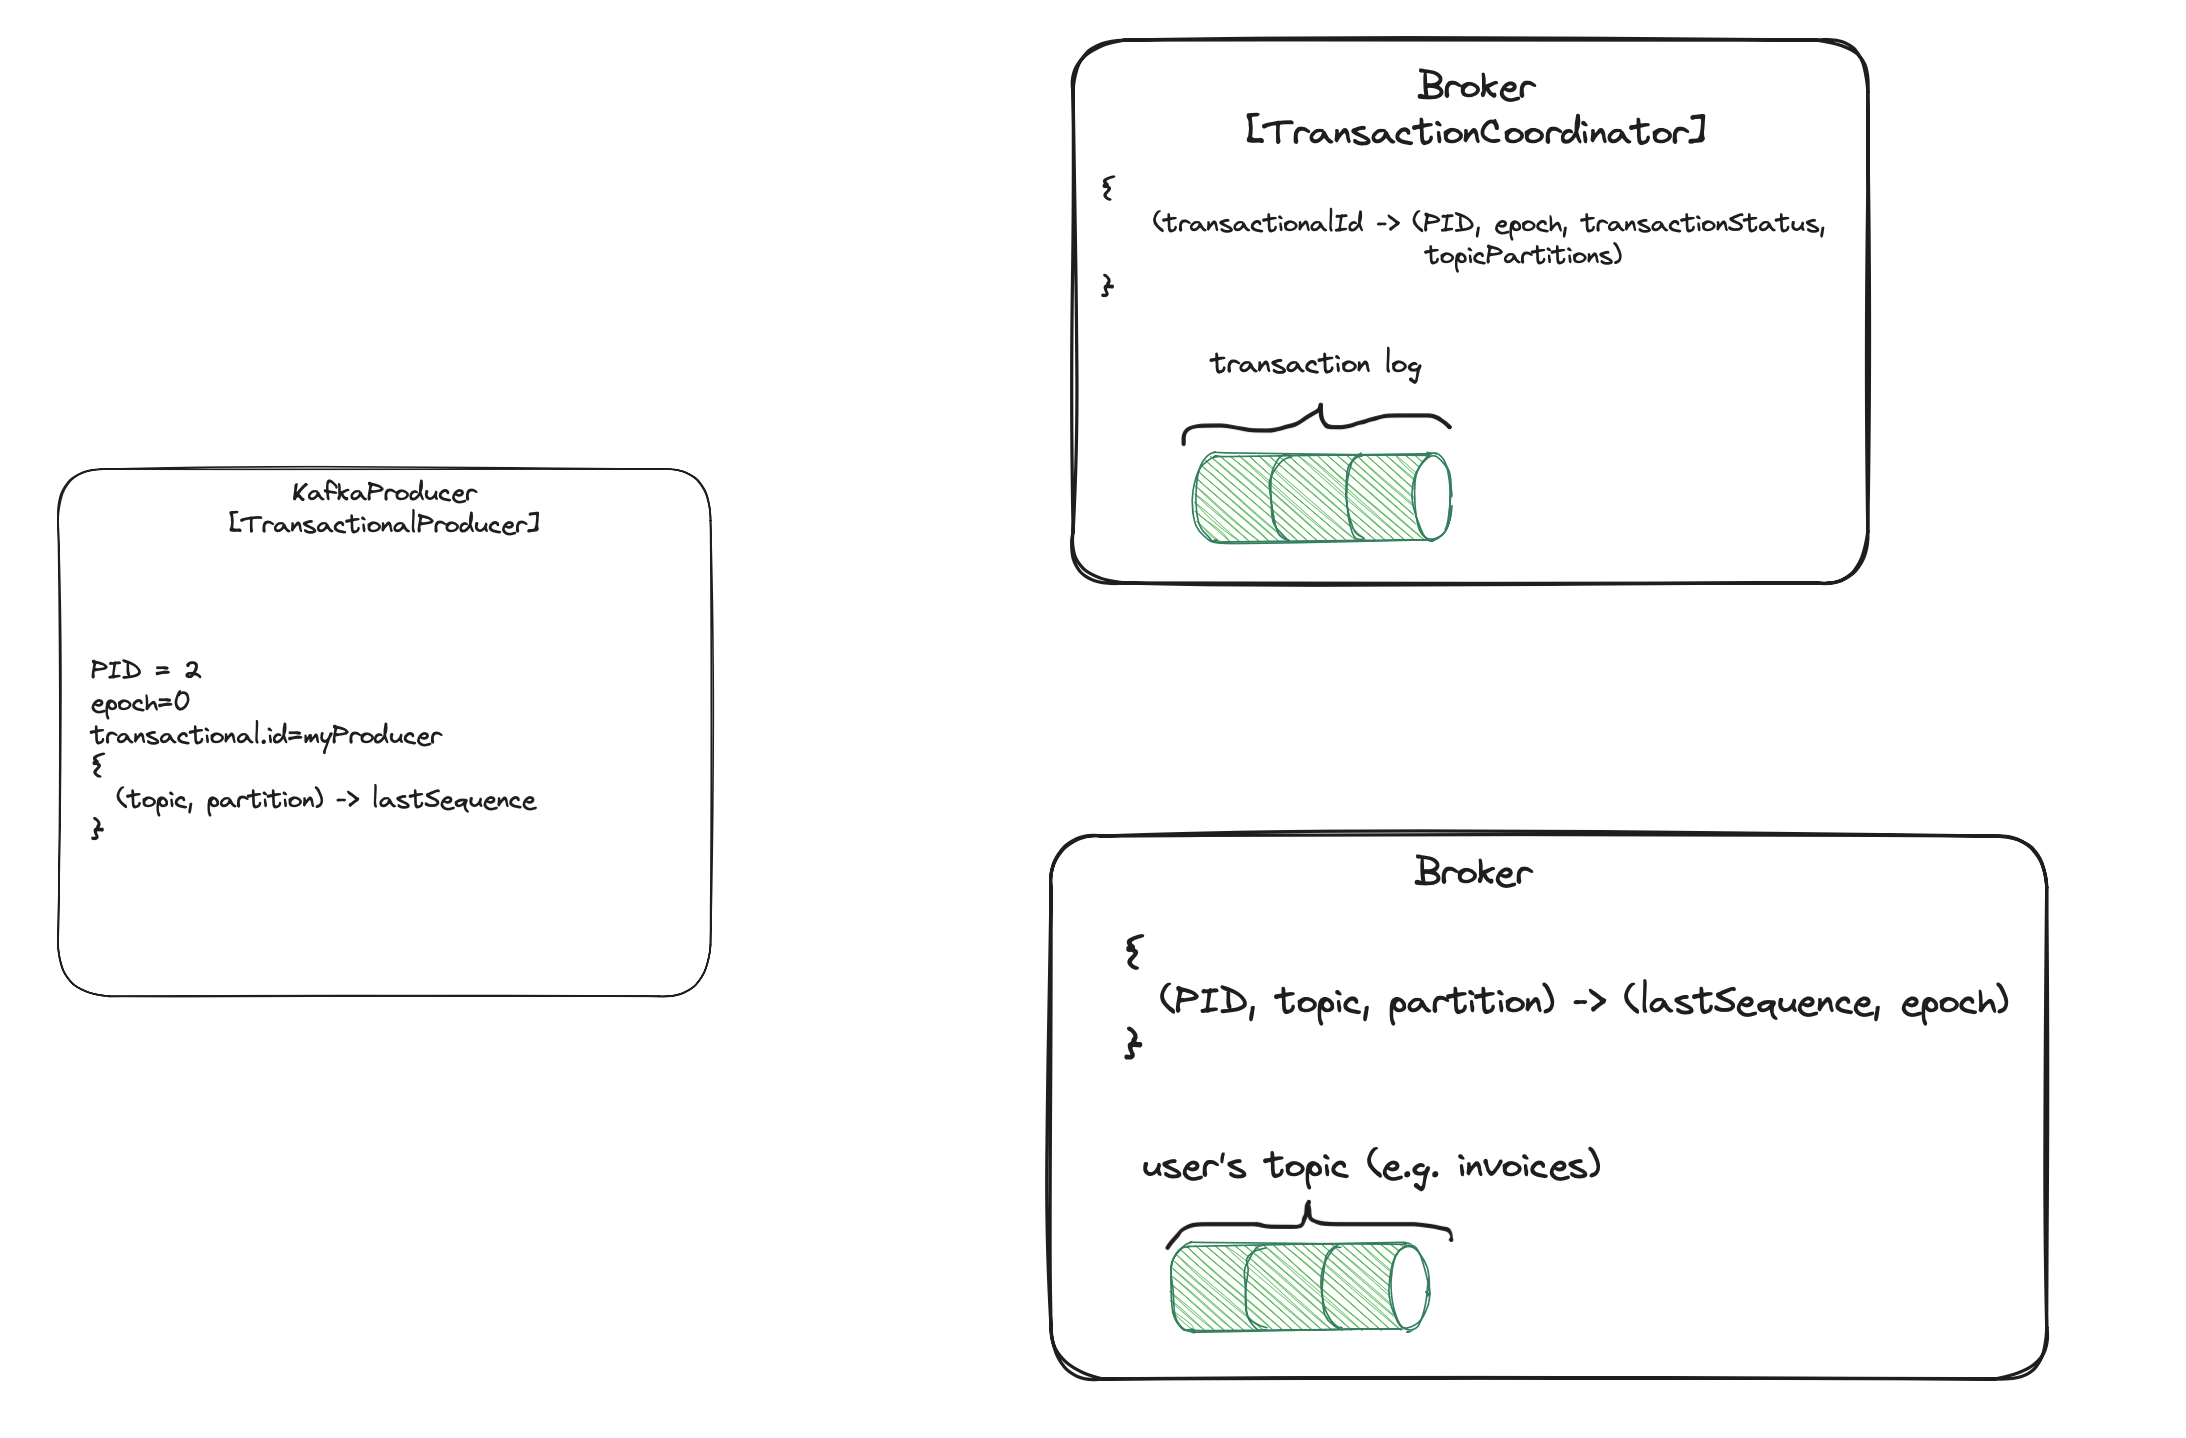 Broker
[TransactionCoordinator]
{
(transactionalId -> (PID, epoch, transactionStatus,
topicPartitions)
}
transaction log
KafkaProducer
[TransactionalProducer]
PID = 2
epoch=0
transactional.id=myProducer
{
(topic, partition) -> lastSequence
}
Broker
{
(PID, topic, partition) -> (lastSequence, epoch)
}
user's topic (e.g. invoices)